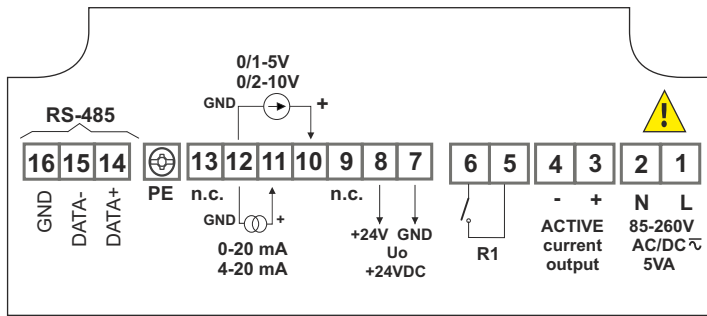 0/1-5V
0/2-10V
GND +
RS-485
16 15 14 13 12 11 10 9 8 7 6 5 4 3 2 1
GND
DATA-
DATA+
PE
n.c.
GND +
0-20 mA
4-20 mA
n.c.
+24V GND
Uo
+24VDC
R1
- +
ACTIVE
current
output
!
N L
85-260V
AC/DC
5VA